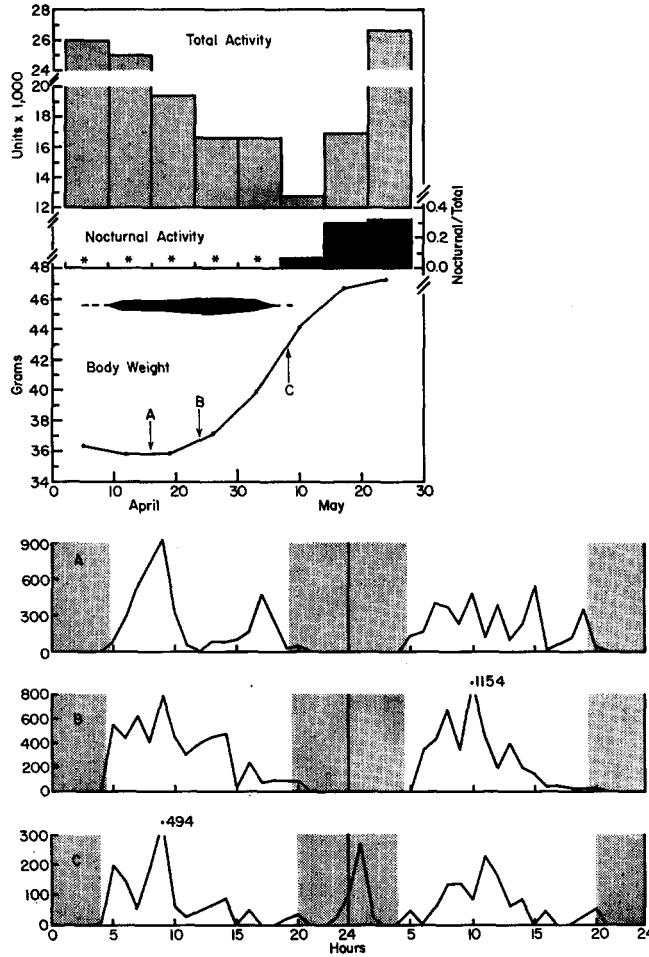 28
26
24
20
18
16
14
12
Units x 1,000
Total Activity
0.4
0.2
0.0
Nocturnal/Total
Nocturnal Activity
* * * * *
48
46
44
42
40
38
36
34
Grams
Body Weight
A
B
C
0 10 20 30 10 20 30
April May
900
600
300
0
A
800
600
400
200
0
B
·1154
300
200
100
0
C
·494
0 5 10 15 20 24 5 10 15 20 24
Hours